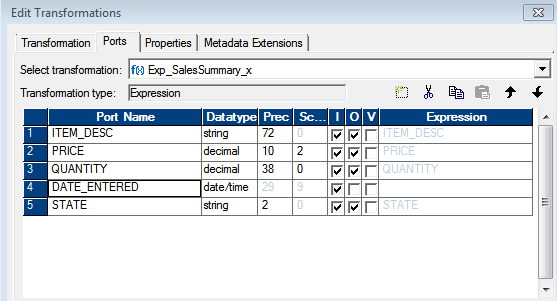 Edit Transformations
Transformation Ports Properties Metadata Extensions
Select transformation: f(x) Exp_SalesSummary_x
Transformation type: Expression
Port Name Datatype Prec Sc... I O V Expression
1 ITEM_DESC string 72 0 ITEM_DESC
2 PRICE decimal 10 2 PRICE
3 QUANTITY decimal 38 0 QUANTITY
4 DATE_ENTERED date/time 29 9
5 STATE string 2 0 STATE